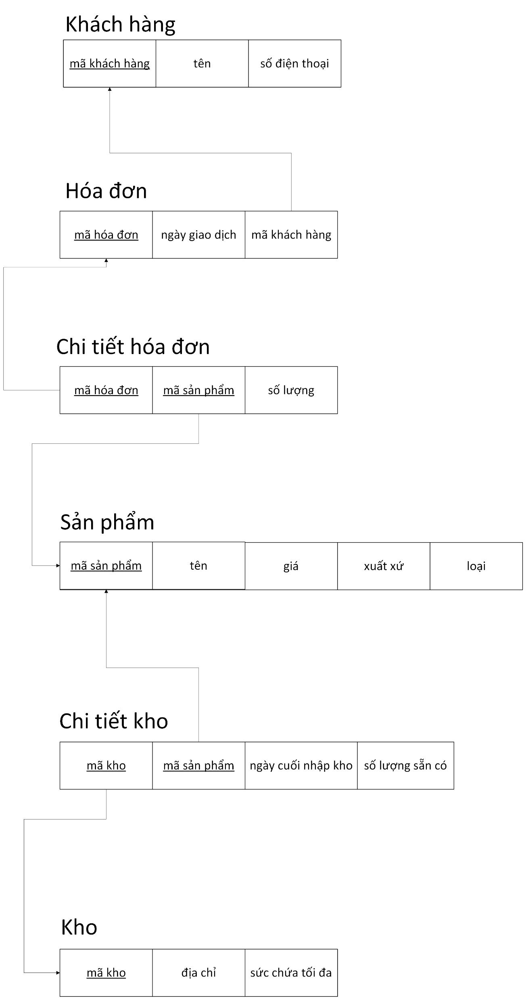 Khách hàng
mã khách hàng tên số điện thoại
Hóa đơn
mã hóa đơn ngày giao dịch mã khách hàng
Chi tiết hóa đơn
mã hóa đơn mã sản phẩm số lượng
Sản phẩm
mã sản phẩm tên giá xuất xứ loại
Chi tiết kho
mã kho mã sản phẩm ngày cuối nhập kho số lượng sẵn có
Kho
mã kho địa chỉ sức chứa tối đa